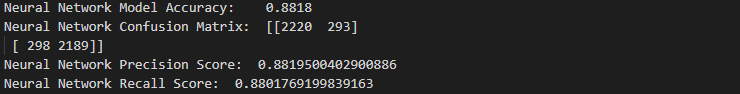 Neural Network Model Accuracy:    0.8818
Neural Network Confusion Matrix:  [[2220  293]
 [ 298 2189]]
Neural Network Precision Score:  0.8819500402900886
Neural Network Recall Score:  0.8801769199839163